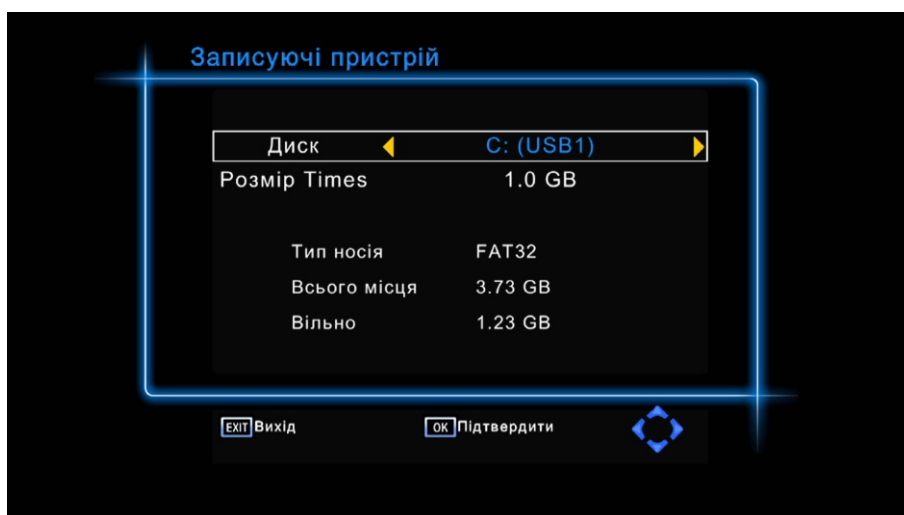 Записуючі пристрій
Диск C: (USB1)
Розмір Times 1.0 GB
Тип носія FAT32
Всього місця 3.73 GB
Вільно 1.23 GB
EXIT Вихід OK Підтвердити